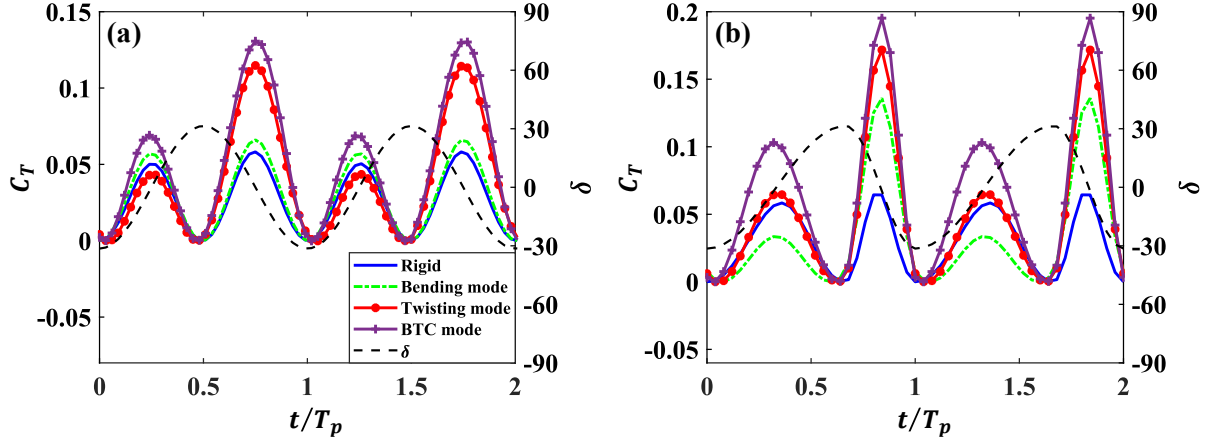 (a)
0.15
0.1
0.05
0
-0.05
C_T
90
60
30
0
-30
-60
-90
δ
Rigid
Bending mode
Twisting mode
BTC mode
δ
0
0.5
1
1.5
2
t/T_p
(b)
0.2
0.15
0.1
0.05
0
-0.05
C_T
90
60
30
0
-30
-60
-90
δ
0
0.5
1
1.5
2
t/T_p